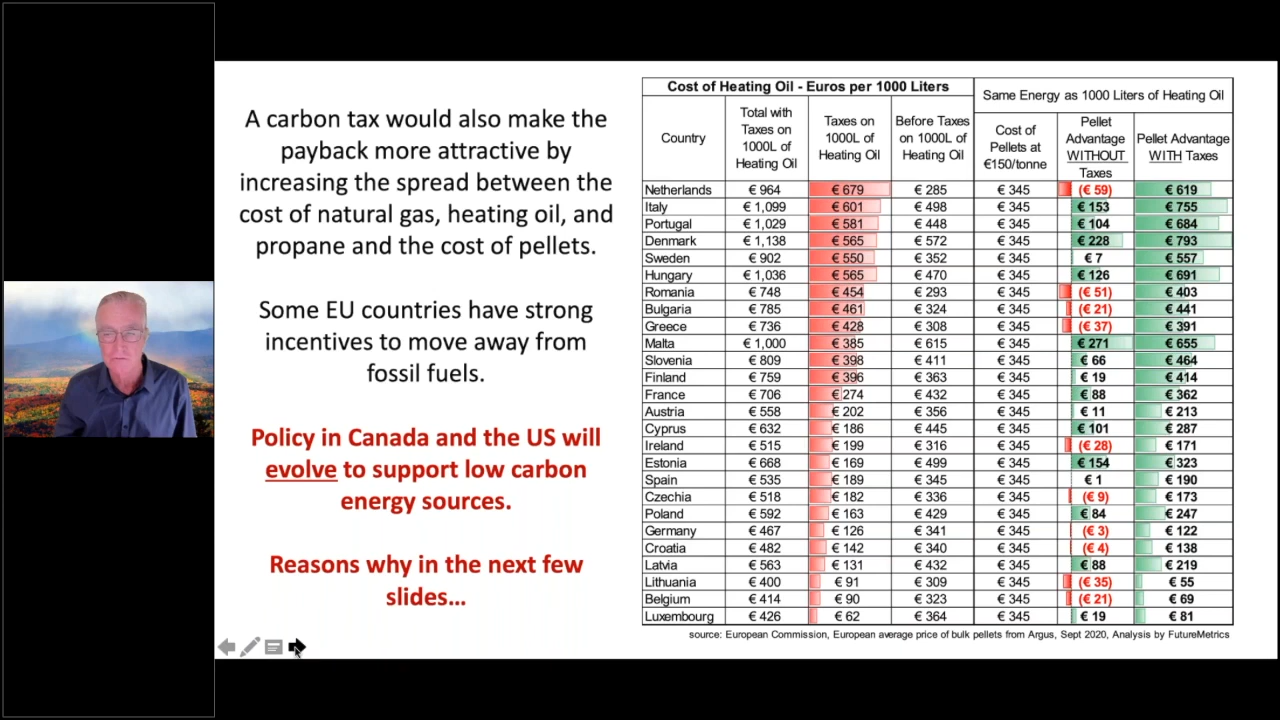 A carbon tax would also make the
payback more attractive by
increasing the spread between the
cost of natural gas, heating oil, and
propane and the cost of pellets.
Some EU countries have strong
incentives to move away from
fossil fuels.
Policy in Canada and the US will
evolve to support low carbon
energy sources.
Reasons why in the next few
slides...
Cost of Heating Oil - Euros per 1000 Liters
Same Energy as 1000 Liters of Heating Oil
Country
Total with
Taxes on
1000L of
Heating Oil
Taxes on
1000L of
Heating Oil
Before Taxes
on 1000L of
Heating Oil
Cost of
Pellets at
€150/tonne
Pellet
Advantage
WITHOUT
Taxes
Pellet Advantage
WITH Taxes
Netherlands € 964 € 679 € 285 € 345 (€ 59) € 619
Italy € 1,099 € 601 € 498 € 345 € 153 € 755
Portugal € 1,029 € 581 € 448 € 345 € 104 € 684
Denmark € 1,138 € 565 € 572 € 345 € 228 € 793
Sweden € 902 € 550 € 352 € 345 € 7 € 557
Hungary € 1,036 € 565 € 470 € 345 € 126 € 691
Romania € 748 € 454 € 293 € 345 (€ 51) € 403
Bulgaria € 785 € 461 € 324 € 345 (€ 21) € 441
Greece € 736 € 428 € 308 € 345 (€ 37) € 391
Malta € 1,000 € 385 € 615 € 345 € 271 € 655
Slovenia € 809 € 398 € 411 € 345 € 66 € 464
Finland € 759 € 396 € 363 € 345 € 19 € 414
France € 706 € 274 € 432 € 345 € 88 € 362
Austria € 558 € 202 € 356 € 345 € 11 € 213
Cyprus € 632 € 186 € 445 € 345 € 101 € 287
Ireland € 515 € 199 € 316 € 345 (€ 28) € 171
Estonia € 668 € 169 € 499 € 345 € 154 € 323
Spain € 535 € 189 € 345 € 345 € 1 € 190
Czechia € 518 € 182 € 336 € 345 (€ 9) € 173
Poland € 592 € 163 € 429 € 345 € 84 € 247
Germany € 467 € 126 € 341 € 345 (€ 3) € 122
Croatia € 482 € 142 € 340 € 345 (€ 4) € 138
Latvia € 563 € 131 € 432 € 345 € 88 € 219
Lithuania € 400 € 91 € 309 € 345 (€ 35) € 55
Belgium € 414 € 90 € 323 € 345 (€ 21) € 69
Luxembourg € 426 € 62 € 364 € 345 € 19 € 81
source: European Commission, European average price of bulk pellets from Argus, Sept 2020, Analysis by FutureMetrics